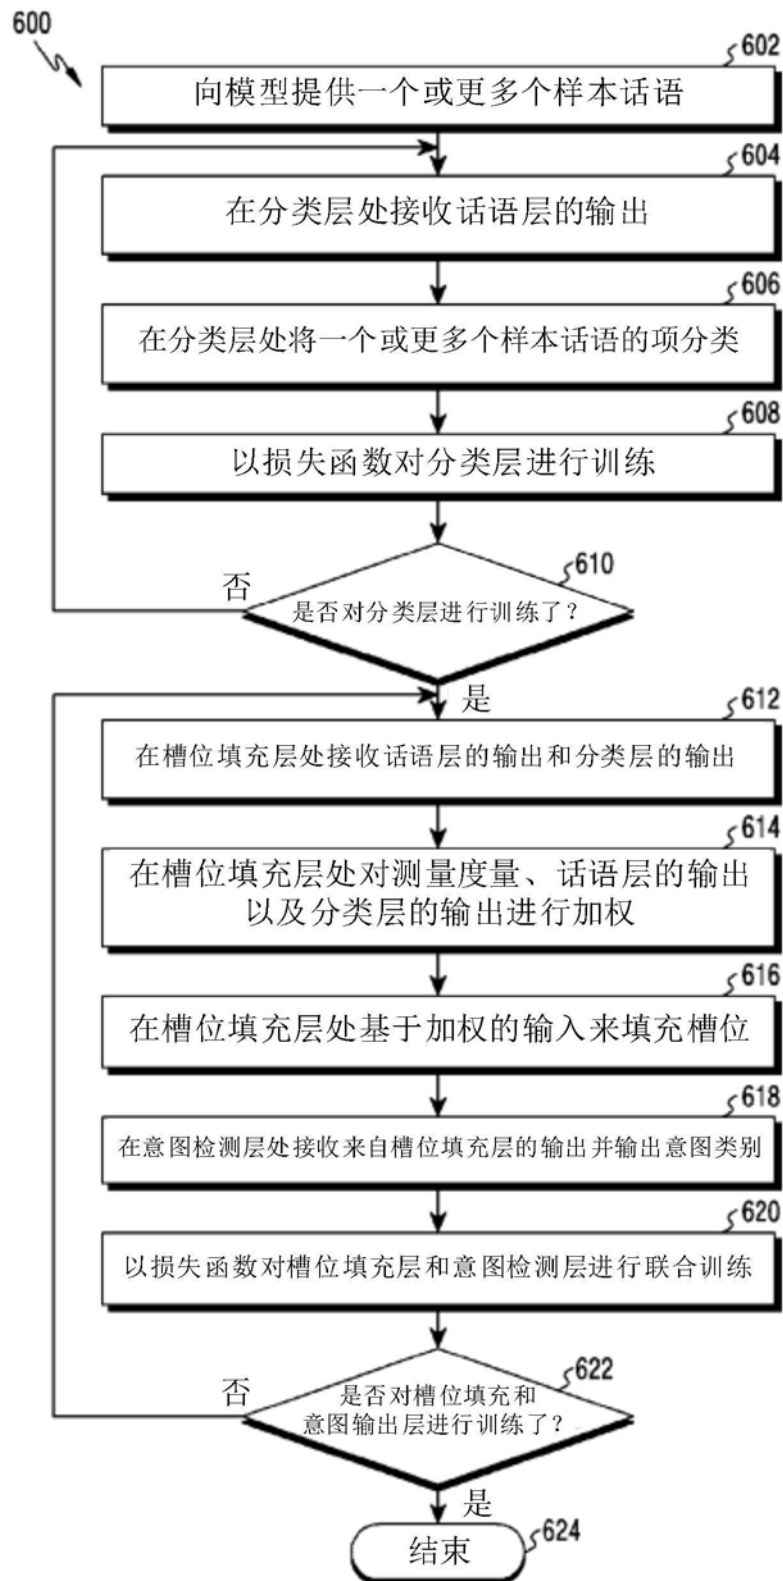 600
602
向模型提供一个或更多个样本话语
604
在分类层处接收话语层的输出
606
在分类层处将一个或更多个样本话语的项分类
608
以损失函数对分类层进行训练
610
否
是否对分类层进行训练了?
是
612
在槽位填充层处接收话语层的输出和分类层的输出
614
在槽位填充层处对测量度量、话语层的输出
以及分类层的输出进行加权
616
在槽位填充层处基于加权的输入来填充槽位
618
在意图检测层处接收来自槽位填充层的输出并输出意图类别
620
以损失函数对槽位填充层和意图检测层进行联合训练
622
否
是否对槽位填充和
意图输出层进行训练了?
是
624
结束